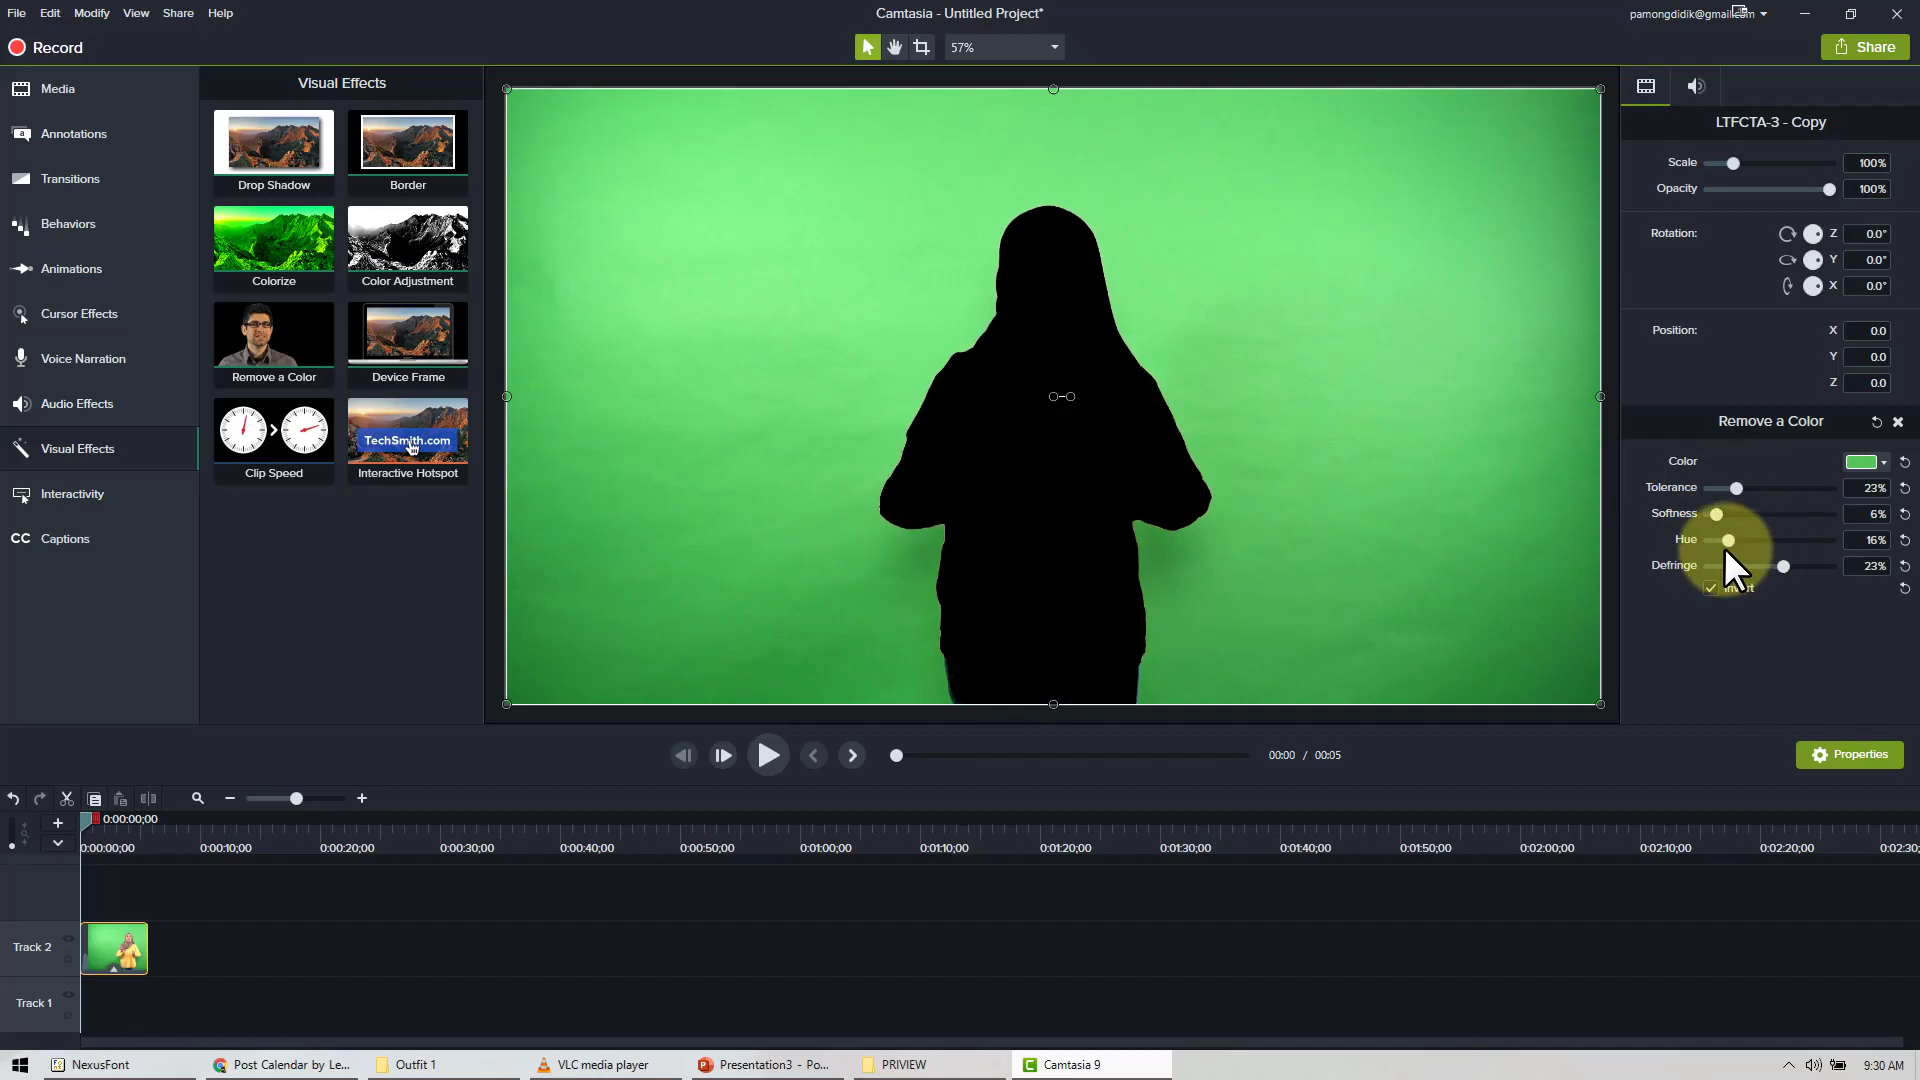 File Edit Modify View Share Help
Camtasia - Untitled Project*
Record
57%
Share
Media
Annotations
Transitions
Behaviors
Animations
Cursor Effects
Voice Narration
Audio Effects
Visual Effects
Interactivity
CC Captions
Visual Effects
Drop Shadow Border
Colorize Color Adjustment
Remove a Color Device Frame
TechSmith.com
Clip Speed Interactive Hotspot
LTFCTA-3 - Copy
Scale 100%
Opacity 100%
Rotation: Z 0.0°
Y 0.0°
X 0.0°
Position: X 0.0
Y 0.0
Z 0.0
Remove a Color
Color
Tolerance 23%
Softness 6%
Hue 16%
Defringe 23%
00:00 / 00:05
Properties
0:00:00;00
0:00:00;00 0:00:10;00 0:00:20;00 0:00:30;00 0:00:40;00 0:00:50;00 0:01:00;00 0:01:10;00 0:01:20;00 0:01:30;00 0:01:40;00 0:01:50;00 0:02:00;00 0:02:10;00 0:02:20;00 0:02:30;
Track 2
Track 1
NexusFont Post Calendar by Le... Outfit 1 VLC media player Presentation3 - Po... PRIVIEW Camtasia 9 9:30 AM